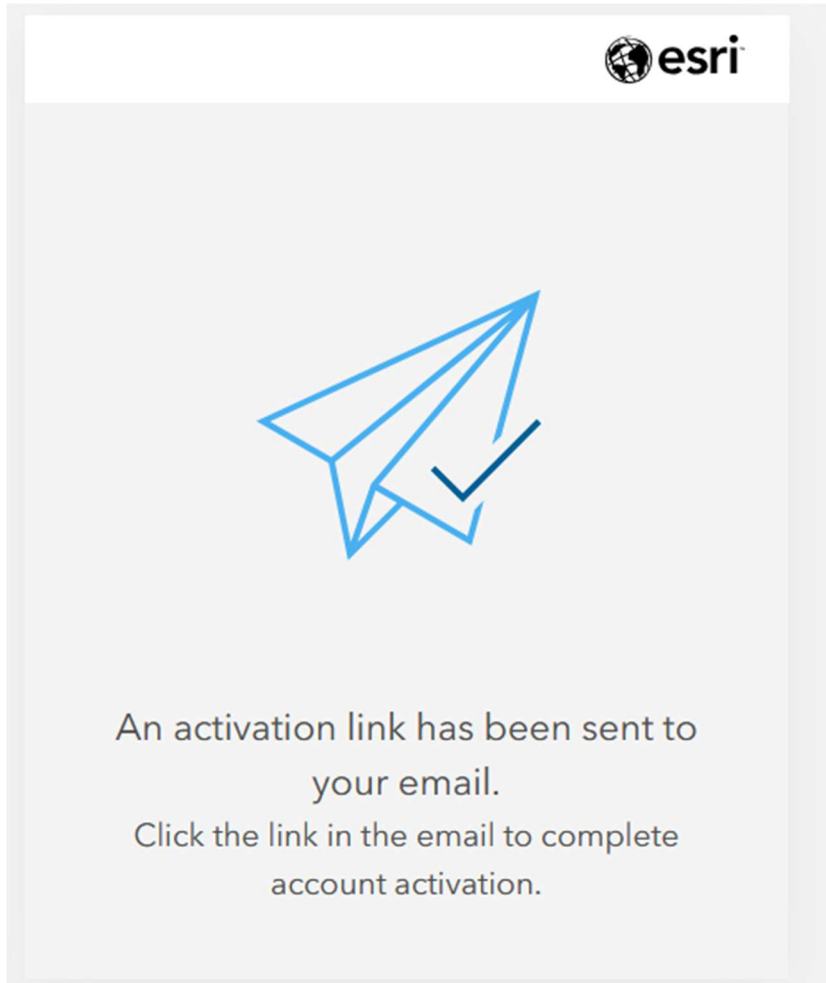 esri™
An activation link has been sent to
your email.
Click the link in the email to complete
account activation.